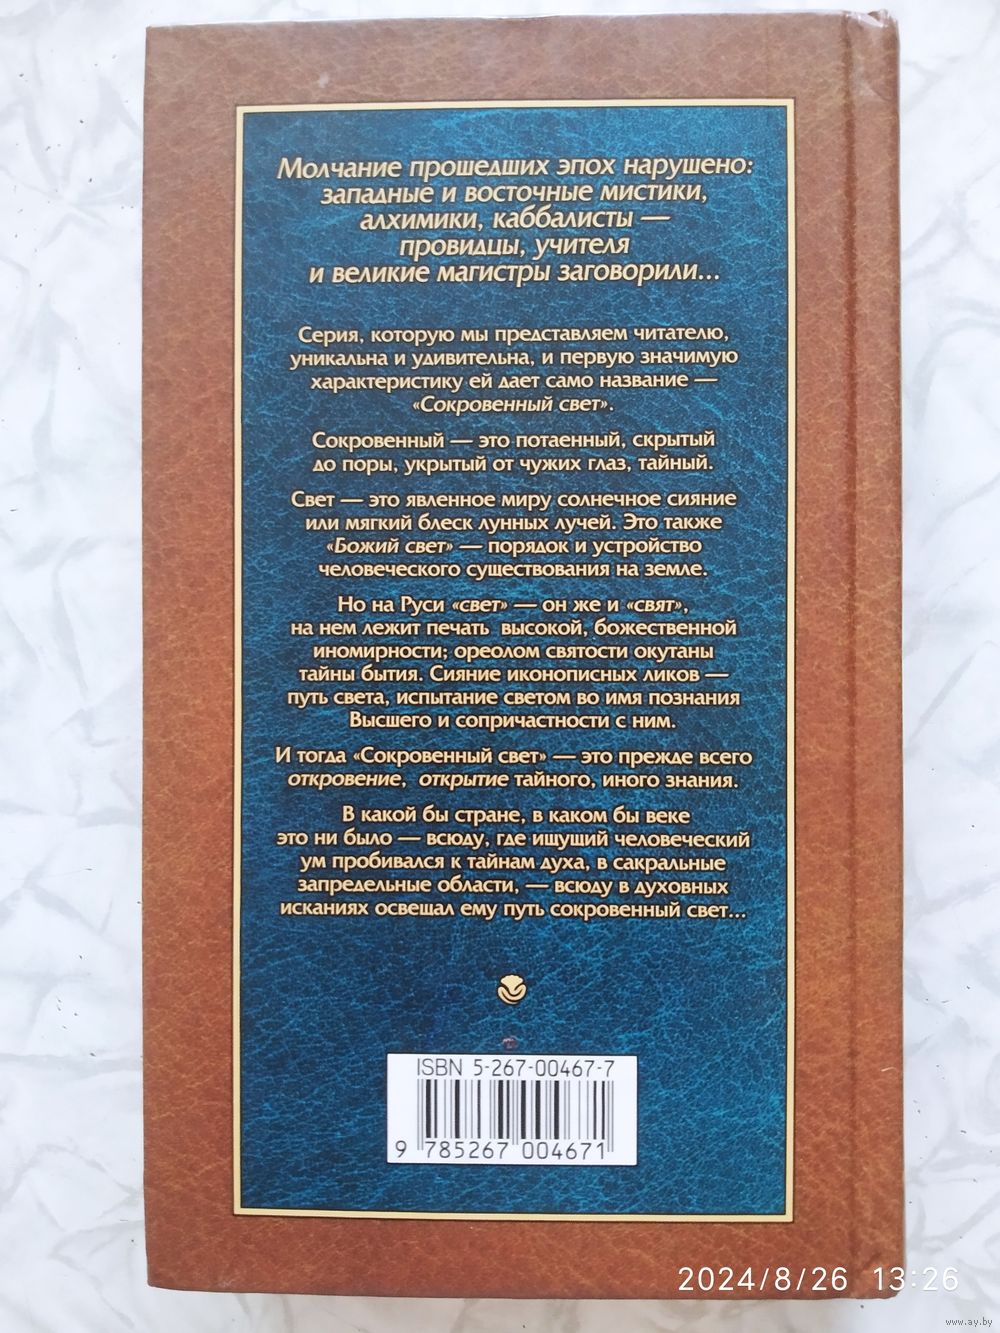 Молчание прошедших эпох нарушено:
западные и восточные мистики,
алхимики, каббалисты —
провидцы, учителя
и великие магистры заговорили...
Серия, которую мы представляем читателю,
уникальна и удивительна, и первую значимую
характеристику ей дает само название —
«Сокровенный свет».
Сокровенный — это потаенный, скрытый
до поры, укрытый от чужих глаз, тайный.
Свет — это явленное миру солнечное сияние
или мягкий блеск лунных лучей. Это также
«Божий свет» — порядок и устройство
человеческого существования на земле.
Но на Руси «свет» — он же и «свят»,
на нем лежит печать высокой, божественной
иномирности; ореолом святости окутаны
тайны бытия. Сияние иконописных ликов —
путь света, испытание светом во имя познания
Высшего и сопричастности с ним.
И тогда «Сокровенный свет» — это прежде всего
откровение, открытие тайного, иного знания.
В какой бы стране, в каком бы веке
это ни было — всюду, где ищущий человеческий
ум пробивался к тайнам духа, в сакральные
запредельные области, — всюду в духовных
исканиях освещал ему путь сокровенный свет...
ISBN 5-267-00467-7
9 785267 004671
2024/8/26 13:26
www.ay.by